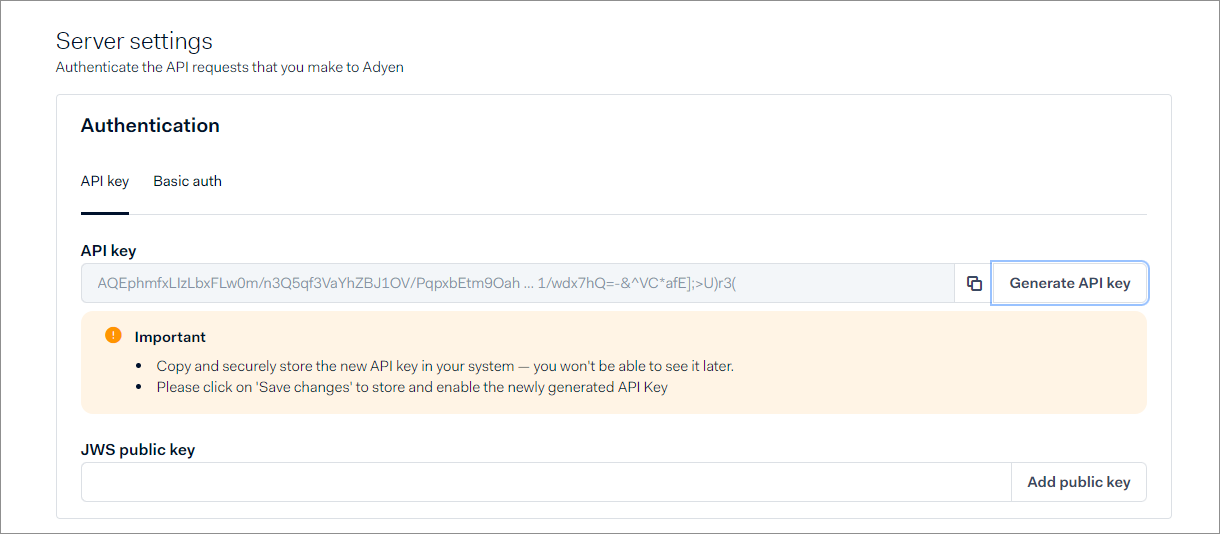 Server settings
Authenticate the API requests that you make to Adyen
Authentication
API key Basic auth
API key
AQEphmfxLIzLbxFLw0m/n3Q5qf3VaYhZBJ1OV/PqpxbEtm9Oah ... 1/wdx7hQ=-&^VC*afE];>U)r3( Generate API key
Important
• Copy and securely store the new API key in your system — you won't be able to see it later.
• Please click on 'Save changes' to store and enable the newly generated API Key
JWS public key
Add public key